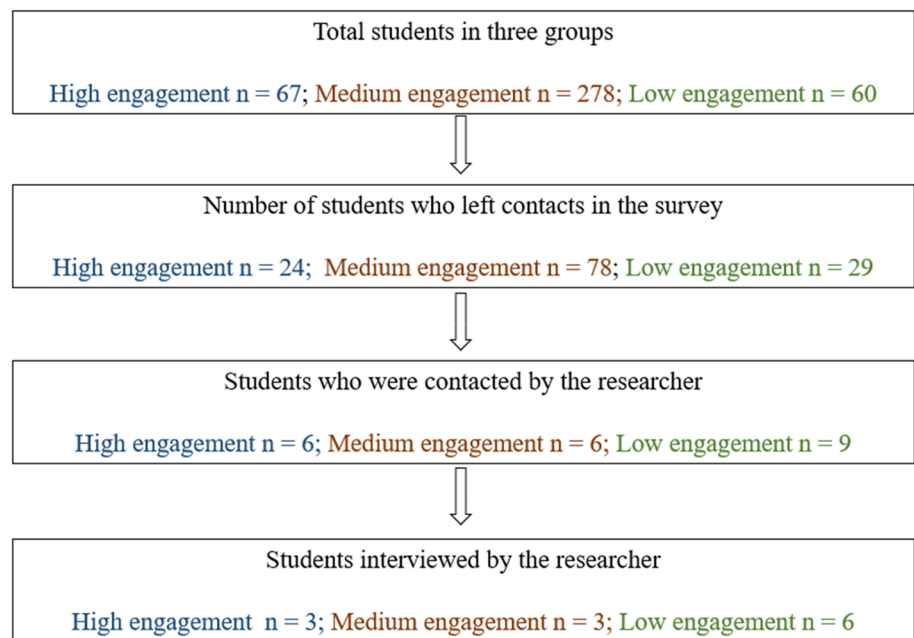 Total students in three groups
High engagement n = 67; Medium engagement n = 278; Low engagement n = 60
Number of students who left contacts in the survey
High engagement n = 24; Medium engagement n = 78; Low engagement n = 29
Students who were contacted by the researcher
High engagement n = 6; Medium engagement n = 6; Low engagement n = 9
Students interviewed by the researcher
High engagement n = 3; Medium engagement n = 3; Low engagement n = 6